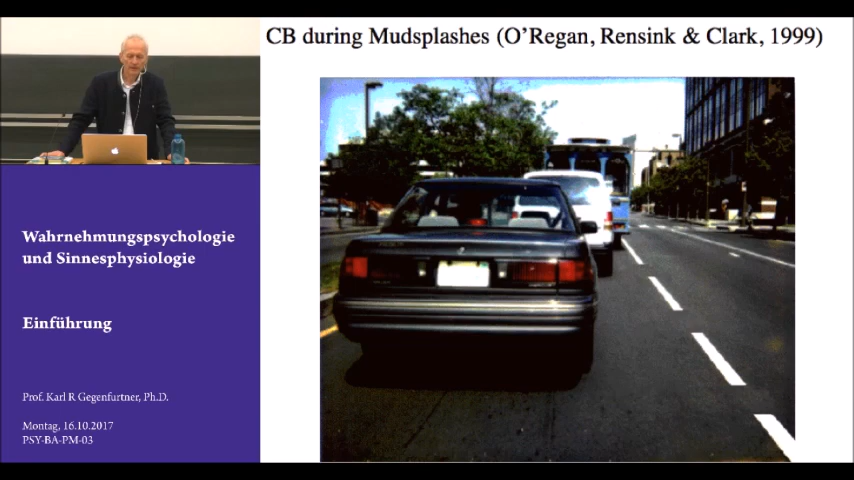 CB during Mudsplashes (O'Regan, Rensink & Clark, 1999)
Wahrnehmungspsychologie
und Sinnesphysiologie
Einführung
Prof. Karl R Gegenfurtner, Ph.D.
Montag, 16.10.2017
PSY-BA-PM-03